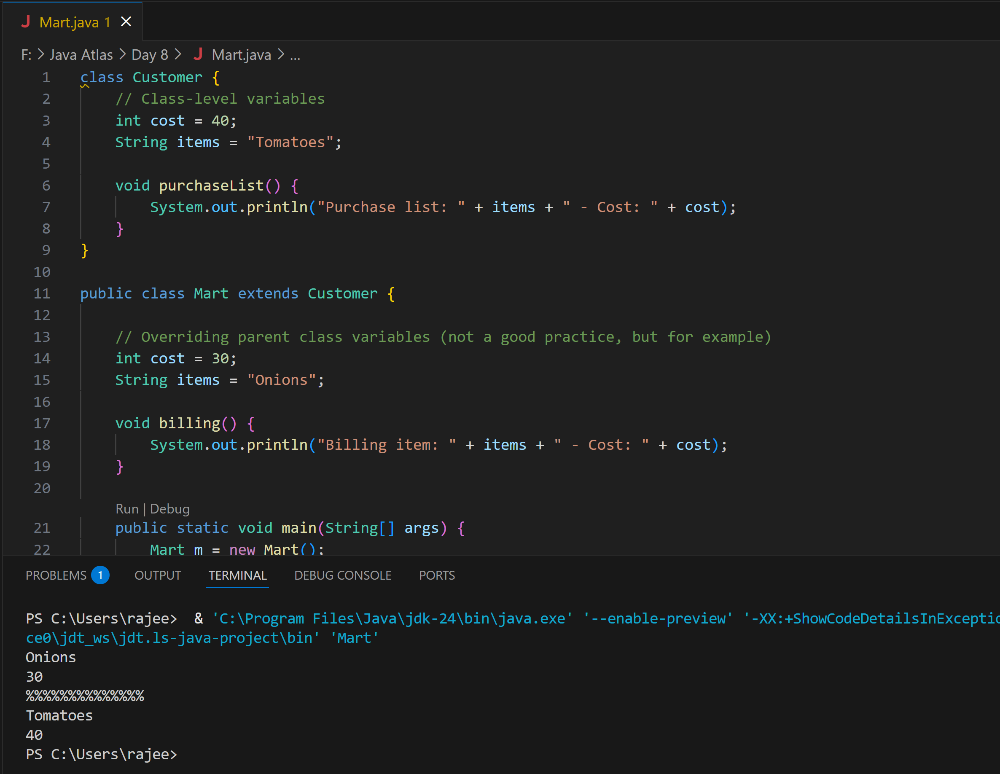 Mart.java 1
F: > Java Atlas > Day 8 > Mart.java > ...
1 class Customer {
2 // Class-level variables
3 int cost = 40;
4 String items = "Tomatoes";
5
6 void purchaseList() {
7 System.out.println("Purchase list: " + items + " - Cost: " + cost);
8 }
9 }
10
11 public class Mart extends Customer {
12
13 // Overriding parent class variables (not a good practice, but for example)
14 int cost = 30;
15 String items = "Onions";
16
17 void billing() {
18 System.out.println("Billing item: " + items + " - Cost: " + cost);
19 }
20
Run | Debug
21 public static void main(String[] args) {
22 Mart m = new Mart();
PROBLEMS 1 OUTPUT TERMINAL DEBUG CONSOLE PORTS
PS C:\Users\rajee> & 'C:\Program Files\Java\jdk-24\bin\java.exe' '--enable-preview' '-XX:+ShowCodeDetailsInExceptio
ce0\jdt_ws\jdt.ls-java-project\bin' 'Mart'
Onions
30
%%%%%%%%%%%%%%
Tomatoes
40
PS C:\Users\rajee>